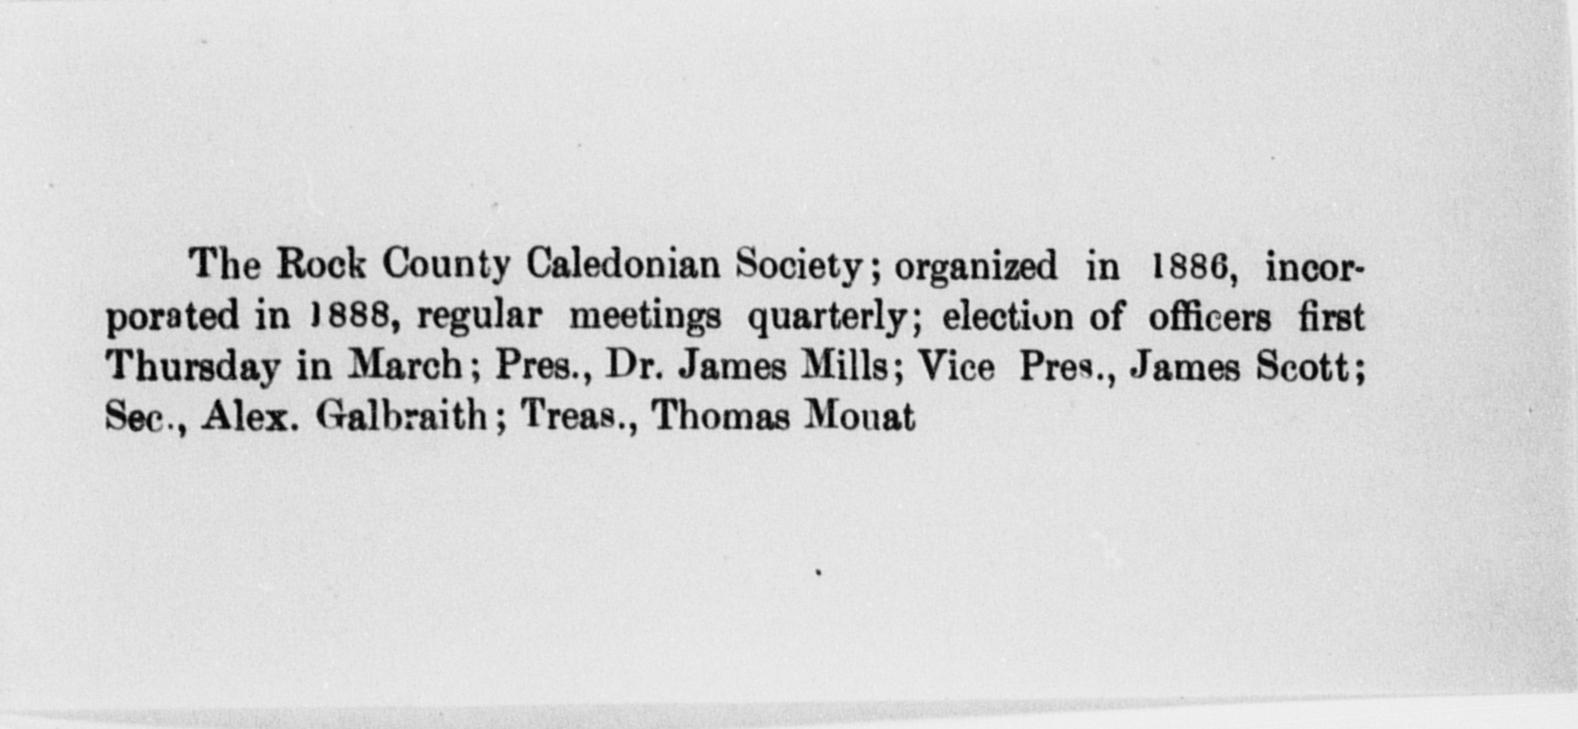 The Rock County Caledonian Society; organized in 1886, incor-
porated in 1888, regular meetings quarterly; election of officers first
Thursday in March; Pres., Dr. James Mills; Vice Pres., James Scott;
Sec., Alex. Galbraith; Treas., Thomas Mouat